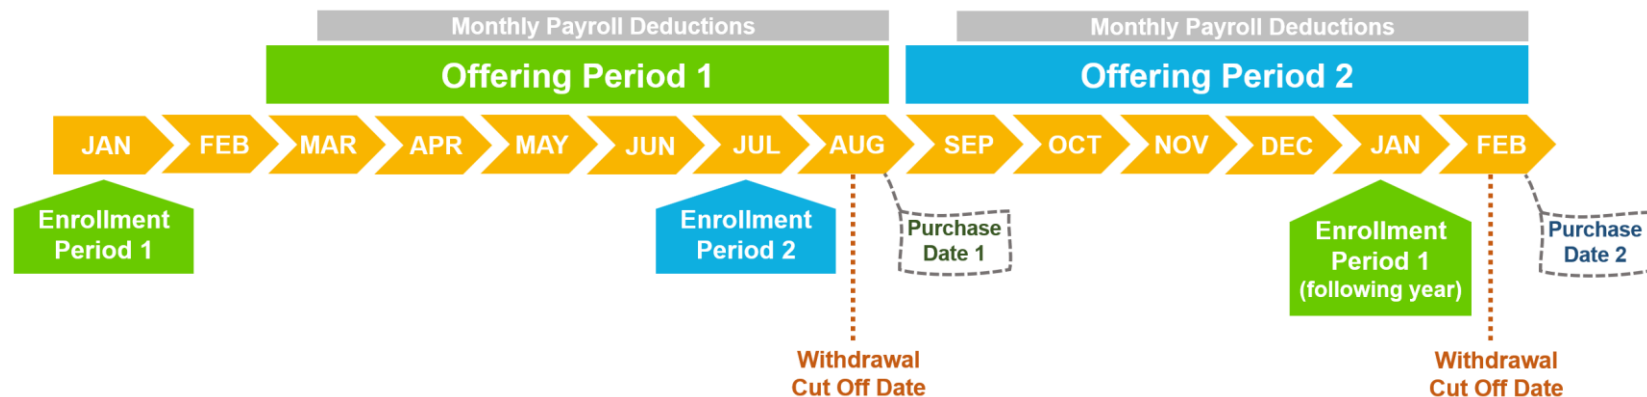 Monthly Payroll Deductions
Monthly Payroll Deductions
Offering Period 1
Offering Period 2
JAN
FEB
MAR
APR
MAY
JUN
JUL
AUG
SEP
OCT
NOV
DEC
JAN
FEB
Enrollment
Period 1
Enrollment
Period 2
Purchase
Date 1
Enrollment
Period 1
(following year)
Purchase
Date 2
Withdrawal
Cut Off Date
Withdrawal
Cut Off Date